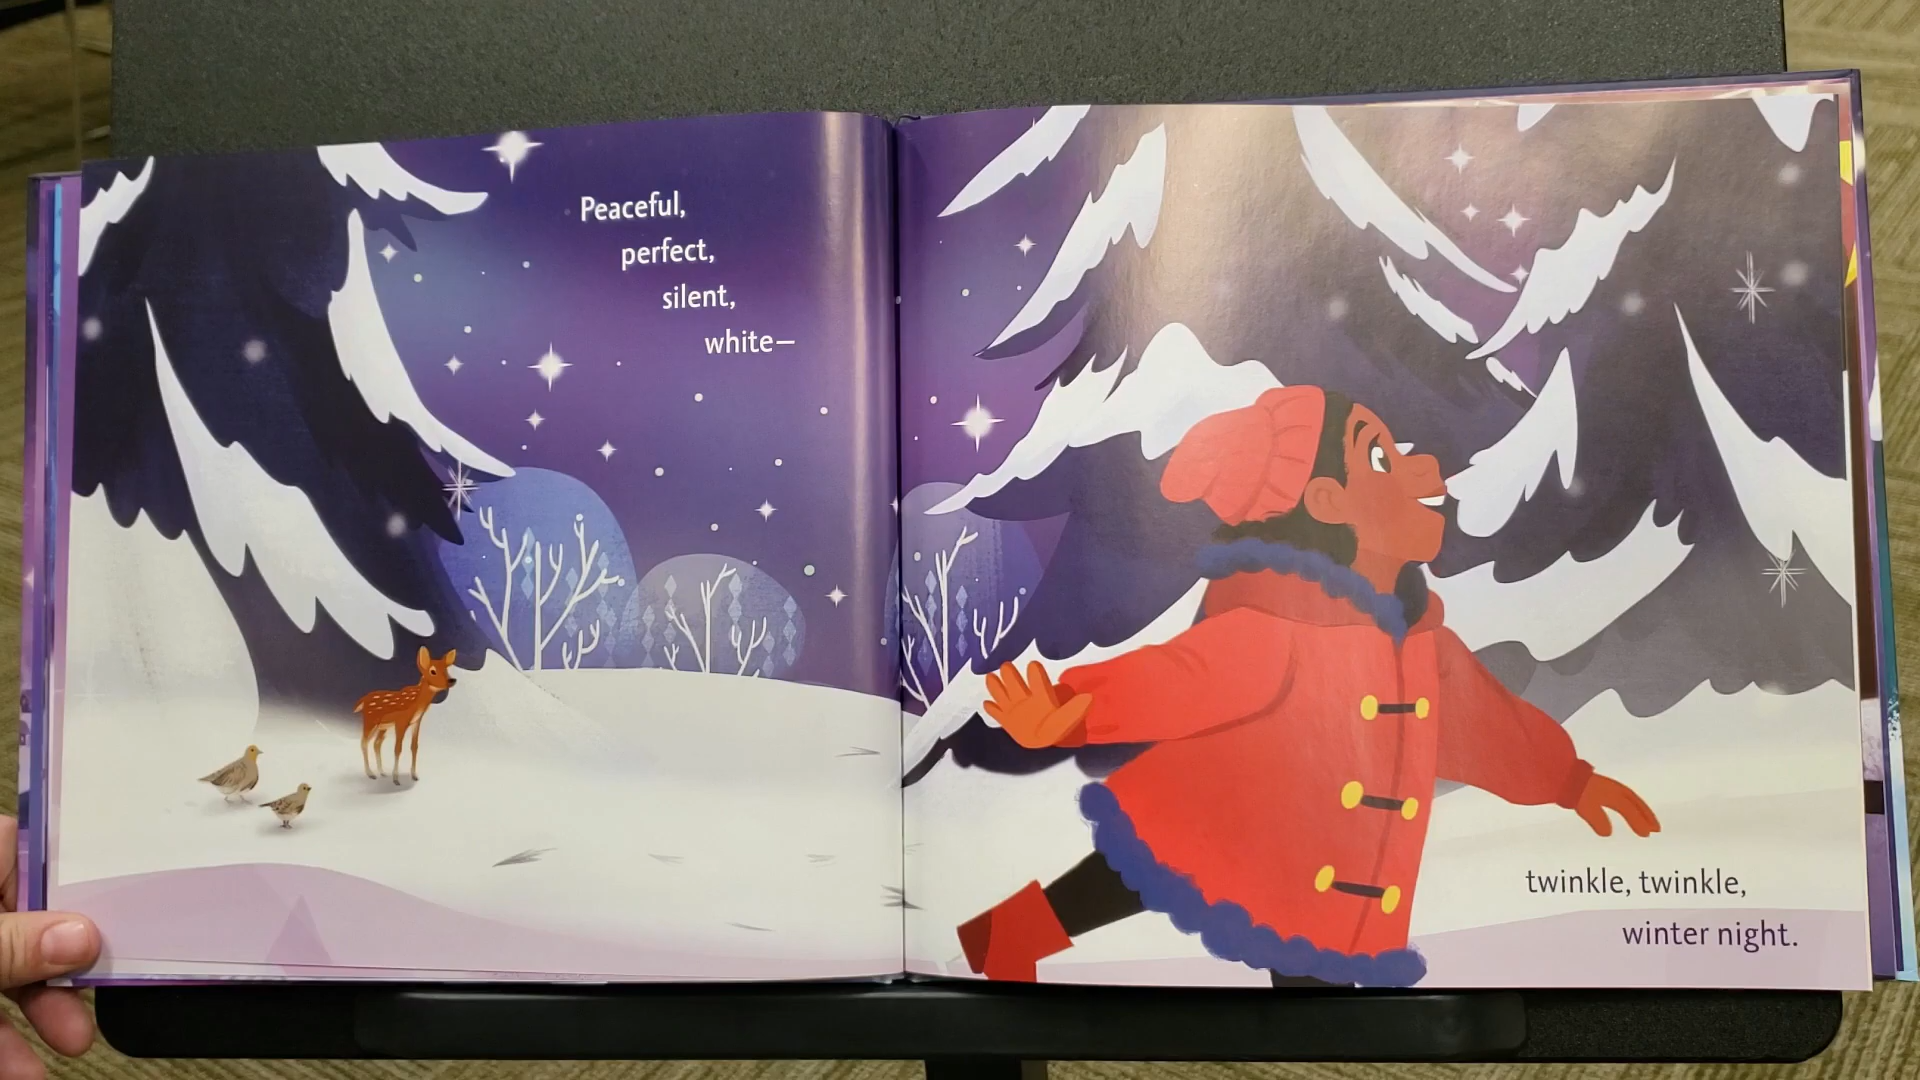 Peaceful,
perfect,
silent,
white—
twinkle, twinkle,
winter night.